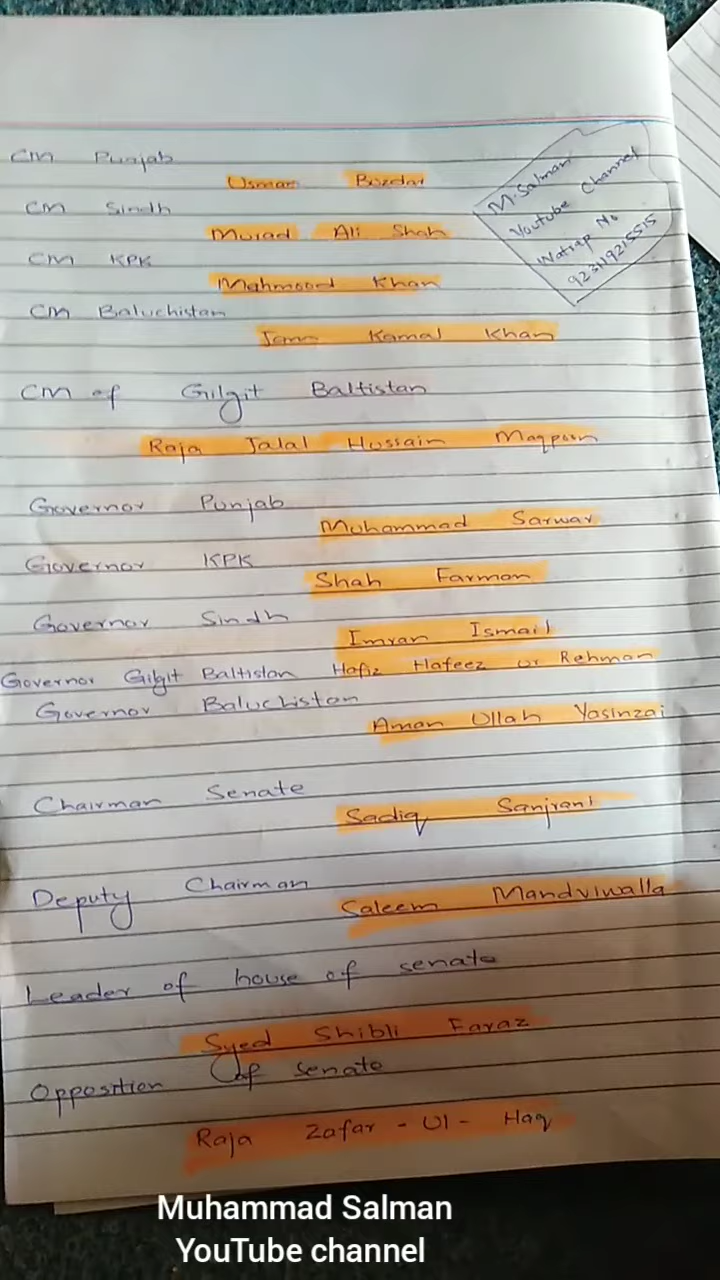 CM Punjab
Usman Bozdar
CM Sindh
Murad Ali Shah
CM KPK
Mahmood Khan
CM Baluchistan
Jam Kamal Khan
CM of Gilgit Baltistan
Raja Jalal Hussain Maqpoon
Governor Punjab
Muhammad Sarwar
Governor KPK
Shah Farman
Governor Sindh
Imran Ismail
Governor Gilgit Baltistan Hafiz Hafeez ur Rehman
Governor Baluchistan
Aman Ullah Yasinzai
Chairman Senate
Sadiq Sanjrani
Deputy Chairman
Saleem Mandviwalla
Leader of house of senate
Syed Shibli Faraz
Opposition of senate
Raja Zafar - Ul - Haq
M. Salman
Youtube Channel
Watsap No
923119215515
Muhammad Salman
YouTube channel